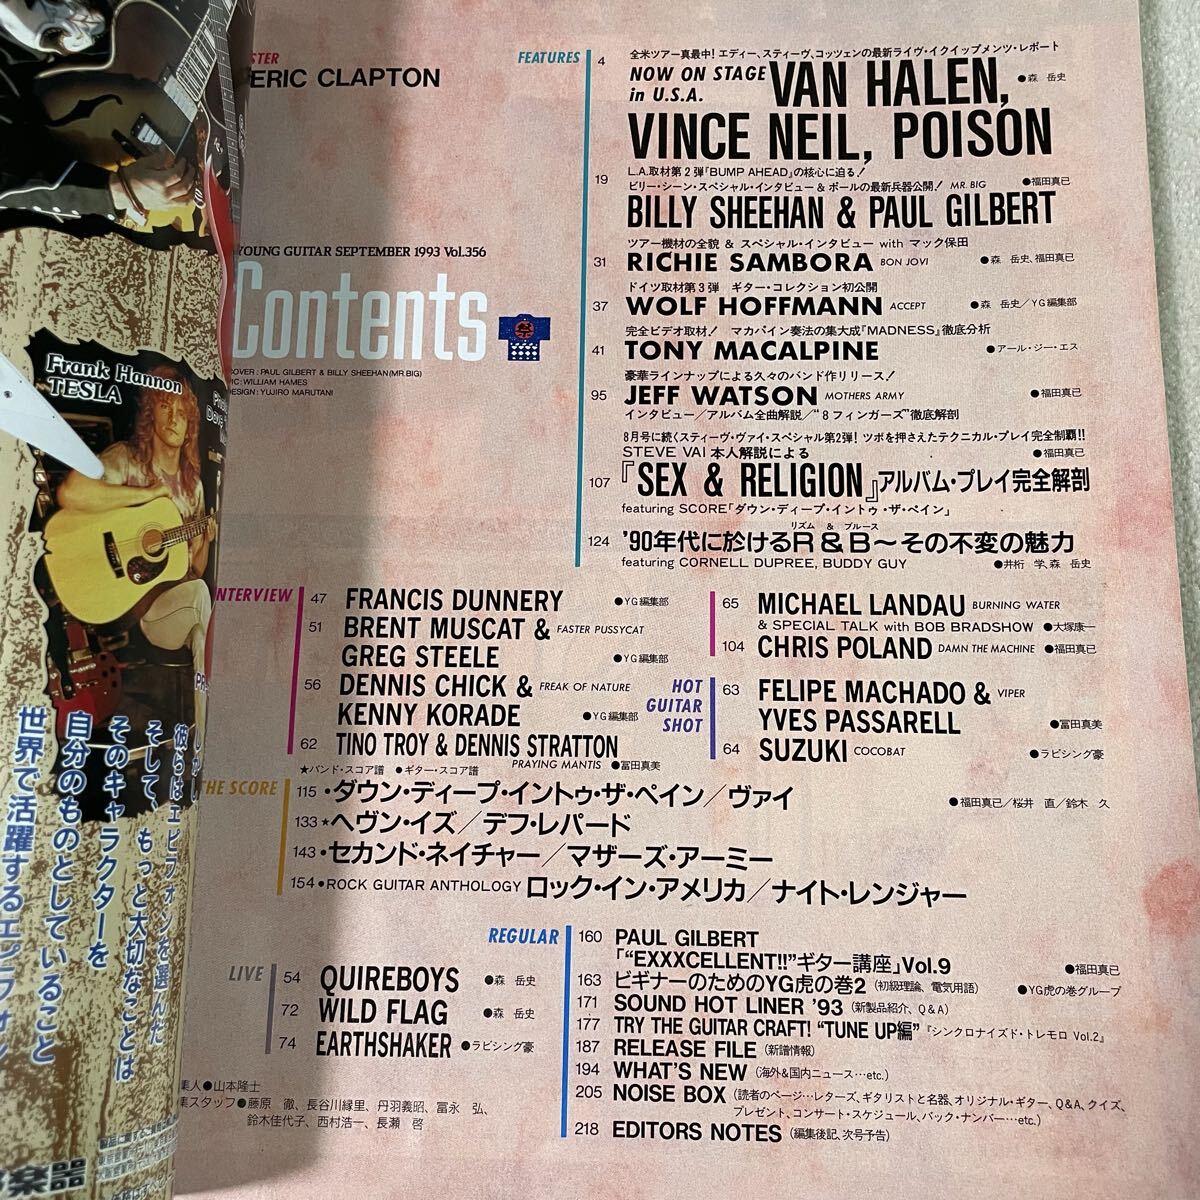 STER
ERIC CLAPTON
YOUNG GUITAR SEPTEMBER 1993 Vol.356
Contents
祭
COVER : PAUL GILBERT & BILLY SHEEHAN (MR.BIG)
PIC: WILLIAM HAMES
DESIGN : YUJIRO MARUTANI
Frank Hannon
TESLA
FEATURES
4 全米ツアー真最中! エディー、スティーヴ、コッツェンの最新ライヴ・イクイップメンツ・レポート
NOW ON STAGE in U.S.A. VAN HALEN, ●森 岳史
VINCE NEIL, POISON
19 L.A.取材第2弾『BUMP AHEAD』の核心に迫る!
ビリー・シーン・スペシャル・インタビュー & ポールの最新兵器公開! MR. BIG ●福田真已
BILLY SHEEHAN & PAUL GILBERT
ツアー機材の全貌 & スペシャル・インタビュー with マック保田
31 RICHIE SAMBORA BON JOVI ●森 岳史、福田真已
ドイツ取材第3弾 ギター・コレクション初公開
37 WOLF HOFFMANN ACCEPT ●森 岳史/YG編集部
完全ビデオ取材! マカパイン奏法の集大成『MADNESS』徹底分析
41 TONY MACALPINE ●アール・ジー・エス
豪華ラインナップによる久々のバンド作リリース!
95 JEFF WATSON MOTHERS ARMY ●福田真已
インタビュー/アルバム全曲解説/“8フィンガーズ”徹底解剖
8月号に続くスティーヴ・ヴァイ・スペシャル第2弾! ツボを押さえたテクニカル・プレイ完全制覇!!
STEVE VAI 本人解説による ●福田真已
107 『SEX & RELIGION』アルバム・プレイ完全解剖
featuring SCORE「ダウン・ディープ・イントゥ・ザ・ペイン」
リズム & ブルース
124 '90年代に於けるR&B〜その不変の魅力
featuring CORNELL DUPREE, BUDDY GUY ●井桁 学、森 岳史
INTERVIEW
47 FRANCIS DUNNERY ●YG編集部
51 BRENT MUSCAT & FASTER PUSSYCAT
GREG STEELE ●YG編集部
56 DENNIS CHICK & FREAK OF NATURE
KENNY KORADE ●YG編集部
62 TINO TROY & DENNIS STRATTON
PRAYING MANTIS ●冨田真美
65 MICHAEL LANDAU BURNING WATER
& SPECIAL TALK with BOB BRADSHOW ●大塚康一
104 CHRIS POLAND DAMN THE MACHINE ●福田真已
HOT GUITAR SHOT
63 FELIPE MACHADO & VIPER
YVES PASSARELL ●冨田真美
64 SUZUKI COCOBAT ●ラビシング豪
★バンド・スコア譜 ●ギター・スコア譜
THE SCORE
115 ・ダウン・ディープ・イントゥ・ザ・ペイン/ヴァイ ●福田真已/桜井 直/鈴木 久
133 ★ヘヴン・イズ/デフ・レパード
143 ・セカンド・ネイチャー/マザーズ・アーミー
154 ●ROCK GUITAR ANTHOLOGY ロック・イン・アメリカ/ナイト・レンジャー
LIVE
54 QUIREBOYS ●森 岳史
72 WILD FLAG ●森 岳史
74 EARTHSHAKER ●ラビシング豪
REGULAR
160 PAUL GILBERT
「“EXXXCELLENT!!”ギター講座」Vol.9 ●福田真已
163 ビギナーのためのYG虎の巻2 (初級理論、電気用語) ●YG虎の巻グループ
171 SOUND HOT LINER '93 (新製品紹介、Q&A)
177 TRY THE GUITAR CRAFT! “TUNE UP編” 『シンクロナイズド・トレモロ Vol.2』
187 RELEASE FILE (新譜情報)
194 WHAT'S NEW (海外&国内ニュース…etc.)
205 NOISE BOX (読者のページ…レターズ、ギタリストと名器、オリジナル・ギター、Q&A、クイズ、
プレゼント、コンサート・スケジュール、バック・ナンバー…etc.)
218 EDITORS NOTES (編集後記、次号予告)
集人●山本隆士
集スタッフ●藤原 徹、長谷川縁里、丹羽義昭、冨永 弘、
鈴木佳代子、西村浩一、長瀬 啓
彼らはエピフォンを選んだ
そして、もっと大切なことは
そのキャラクターを
自分のものとしていること
世界で活躍するエピフォン
楽器